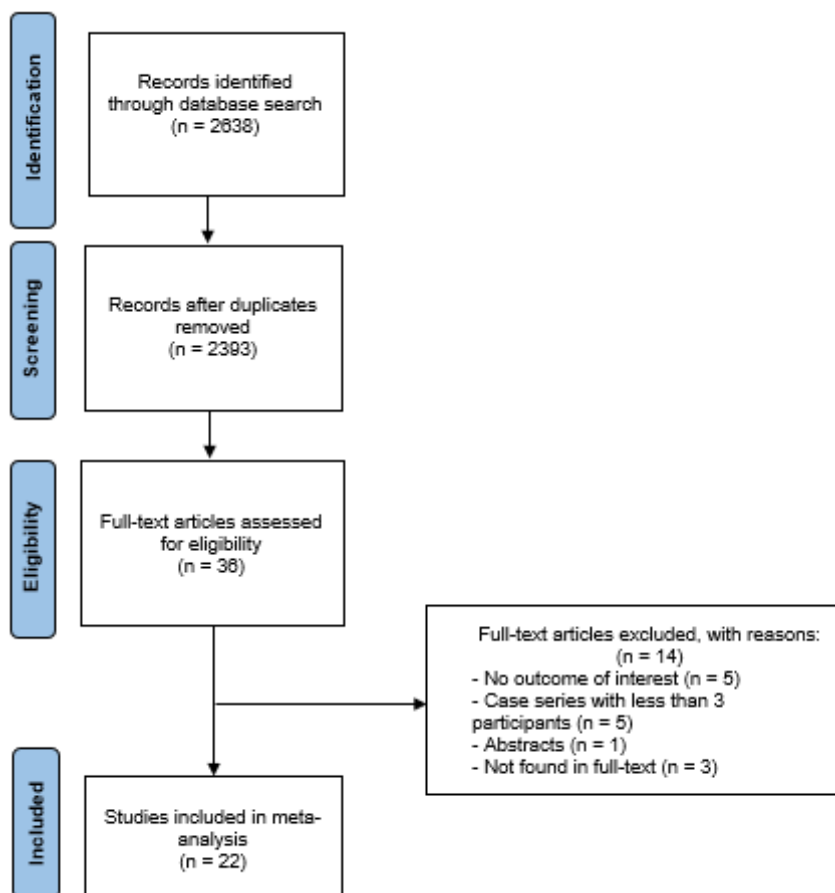 Identification
Records identified
through database search
(n = 2638)
Screening
Records after duplicates
removed
(n = 2393)
Eligibility
Full-text articles assessed
for eligibility
(n = 36)
Full-text articles excluded, with reasons:
(n = 14)
- No outcome of interest (n = 5)
- Case series with less than 3
participants (n = 5)
- Abstracts (n = 1)
- Not found in full-text (n = 3)
Included
Studies included in meta-
analysis
(n = 22)